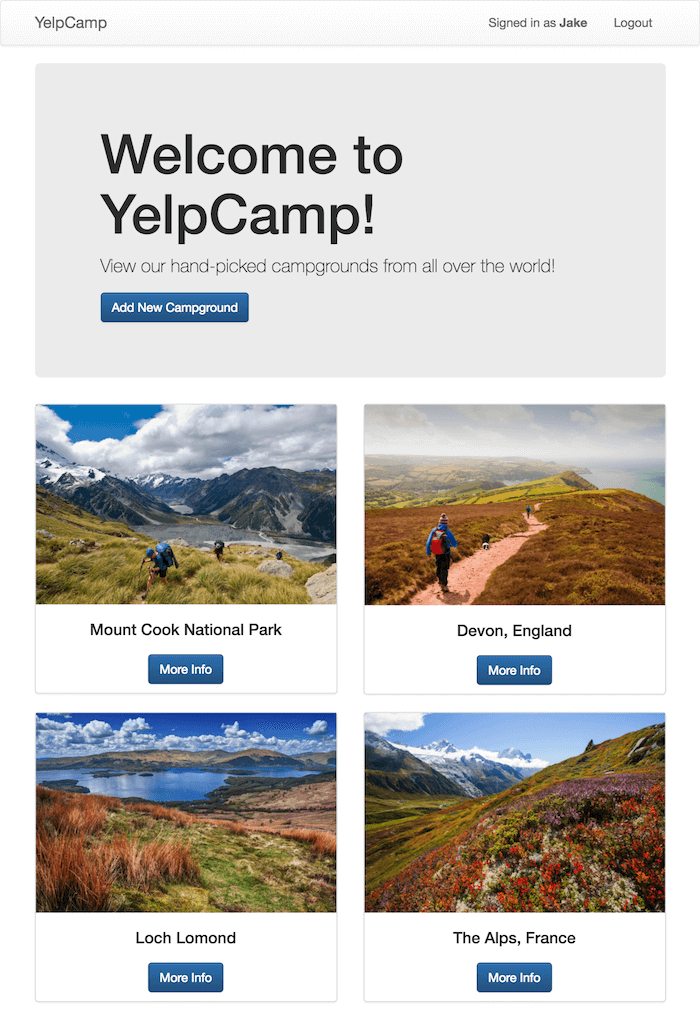 YelpCamp
Signed in as Jake
Logout
Welcome to
YelpCamp!
View our hand-picked campgrounds from all over the world!
Add New Campground
Mount Cook National Park
More Info
Devon, England
More Info
Loch Lomond
More Info
The Alps, France
More Info